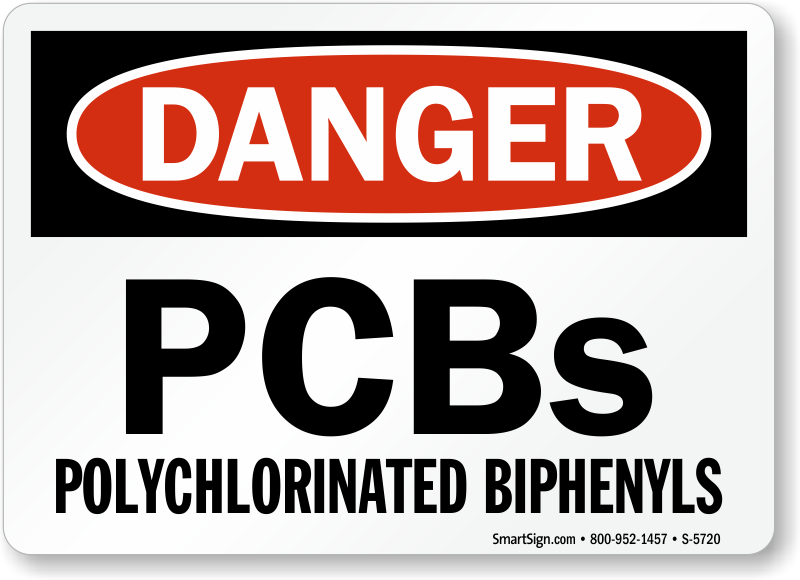 DANGER
PCBs
POLYCHLORINATED BIPHENYLS
SmartSign.com • 800-952-1457 • S-5720